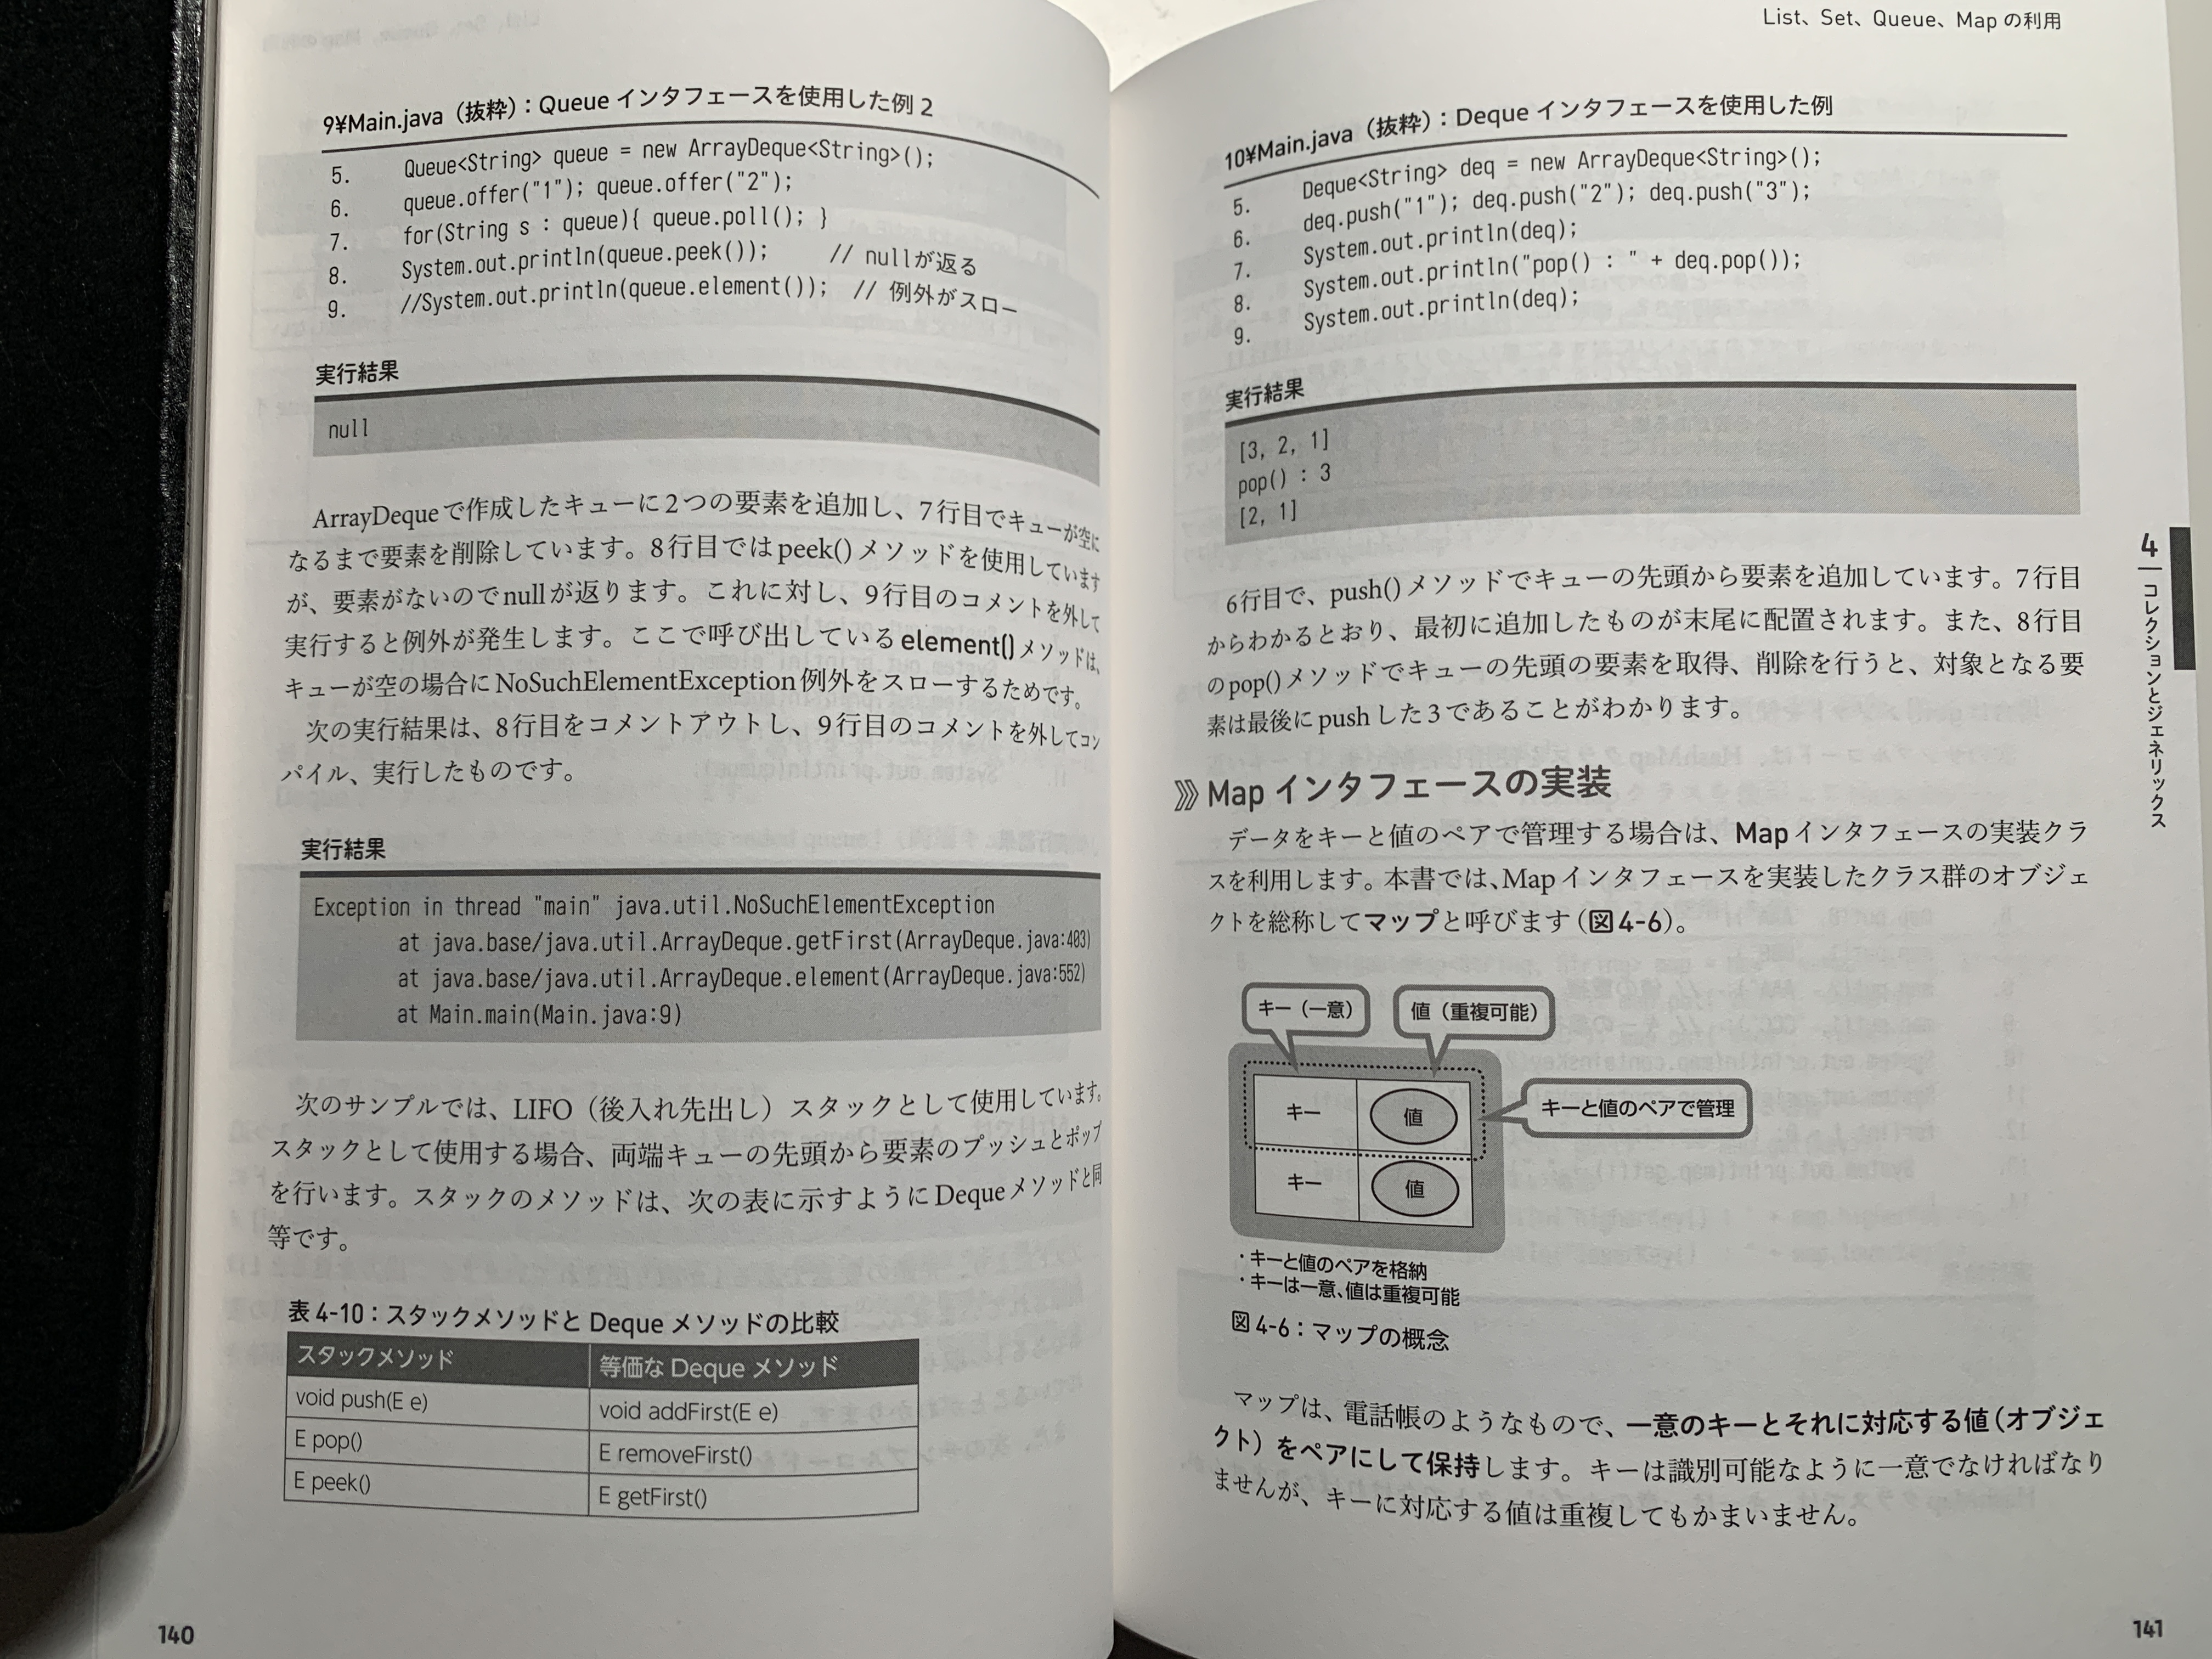 9¥Main.java（抜粋）：Queue インタフェースを使用した例 2
5. Queue<String> queue = new ArrayDeque<String>();
6. queue.offer("1"); queue.offer("2");
7. for(String s : queue){ queue.poll(); }
8. System.out.println(queue.peek()); // nullが返る
9. //System.out.println(queue.element()); // 例外がスロー
実行結果
null
ArrayDequeで作成したキューに2つの要素を追加し、7行目でキューが空に
なるまで要素を削除しています。8行目ではpeek()メソッドを使用しています
が、要素がないのでnullが返ります。これに対し、9行目のコメントを外して
実行すると例外が発生します。ここで呼び出しているelement()メソッドは、
キューが空の場合にNoSuchElementException例外をスローするためです。
次の実行結果は、8行目をコメントアウトし、9行目のコメントを外してコン
パイル、実行したものです。
実行結果
Exception in thread "main" java.util.NoSuchElementException
at java.base/java.util.ArrayDeque.getFirst(ArrayDeque.java:403)
at java.base/java.util.ArrayDeque.element(ArrayDeque.java:552)
at Main.main(Main.java:9)
次のサンプルでは、LIFO（後入れ先出し）スタックとして使用しています。
スタックとして使用する場合、両端キューの先頭から要素のプッシュとポップ
を行います。スタックのメソッドは、次の表に示すようにDequeメソッドと同
等です。
表 4-10：スタックメソッドと Deque メソッドの比較
スタックメソッド 等価な Deque メソッド
void push(E e) void addFirst(E e)
E pop() E removeFirst()
E peek() E getFirst()
140
List、Set、Queue、Map の利用
10¥Main.java（抜粋）：Deque インタフェースを使用した例
5. Deque<String> deq = new ArrayDeque<String>();
6. deq.push("1"); deq.push("2"); deq.push("3");
7. System.out.println(deq);
8. System.out.println("pop() : " + deq.pop());
9. System.out.println(deq);
実行結果
[3, 2, 1]
pop() : 3
[2, 1]
6行目で、push()メソッドでキューの先頭から要素を追加しています。7行目
からわかるとおり、最初に追加したものが末尾に配置されます。また、8行目
のpop()メソッドでキューの先頭の要素を取得、削除を行うと、対象となる要
素は最後にpushした3であることがわかります。
Map インタフェースの実装
データをキーと値のペアで管理する場合は、Mapインタフェースの実装クラ
スを利用します。本書では、Mapインタフェースを実装したクラス群のオブジェ
クトを総称してマップと呼びます（図4-6）。
キー（一意） 値（重複可能）
キー 値 キーと値のペアで管理
キー 値
・キーと値のペアを格納
・キーは一意、値は重複可能
図 4-6：マップの概念
マップは、電話帳のようなもので、一意のキーとそれに対応する値（オブジェ
クト）をペアにして保持します。キーは識別可能なように一意でなければなり
ませんが、キーに対応する値は重複してもかまいません。
4
コレクションとジェネリックス
141